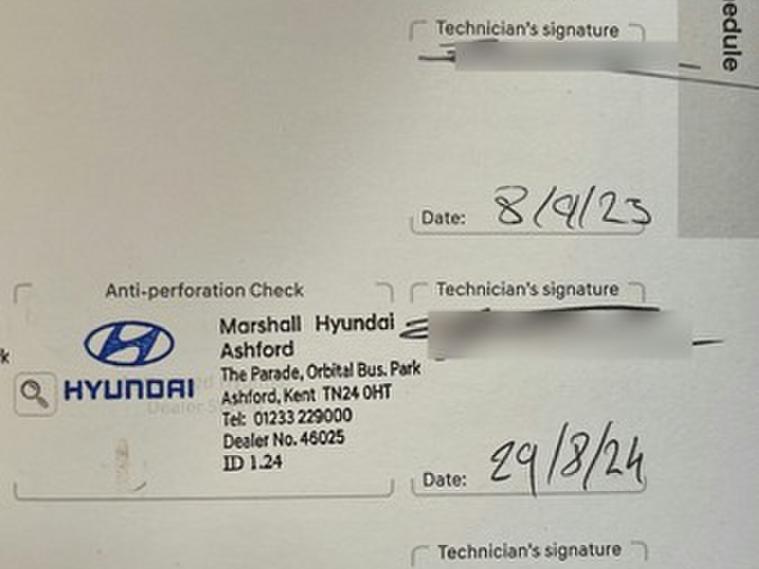 Technician's signature
edule
Date: 8/9/23
Anti-perforation Check
Technician's signature
k
HYUNDAI
Marshall Hyundai
Ashford
The Parade, Orbital Bus. Park
Ashford, Kent TN24 0HT
Tel: 01233 229000
Dealer No. 46025
ID 1.24
Date: 29/8/24
Technician's signature